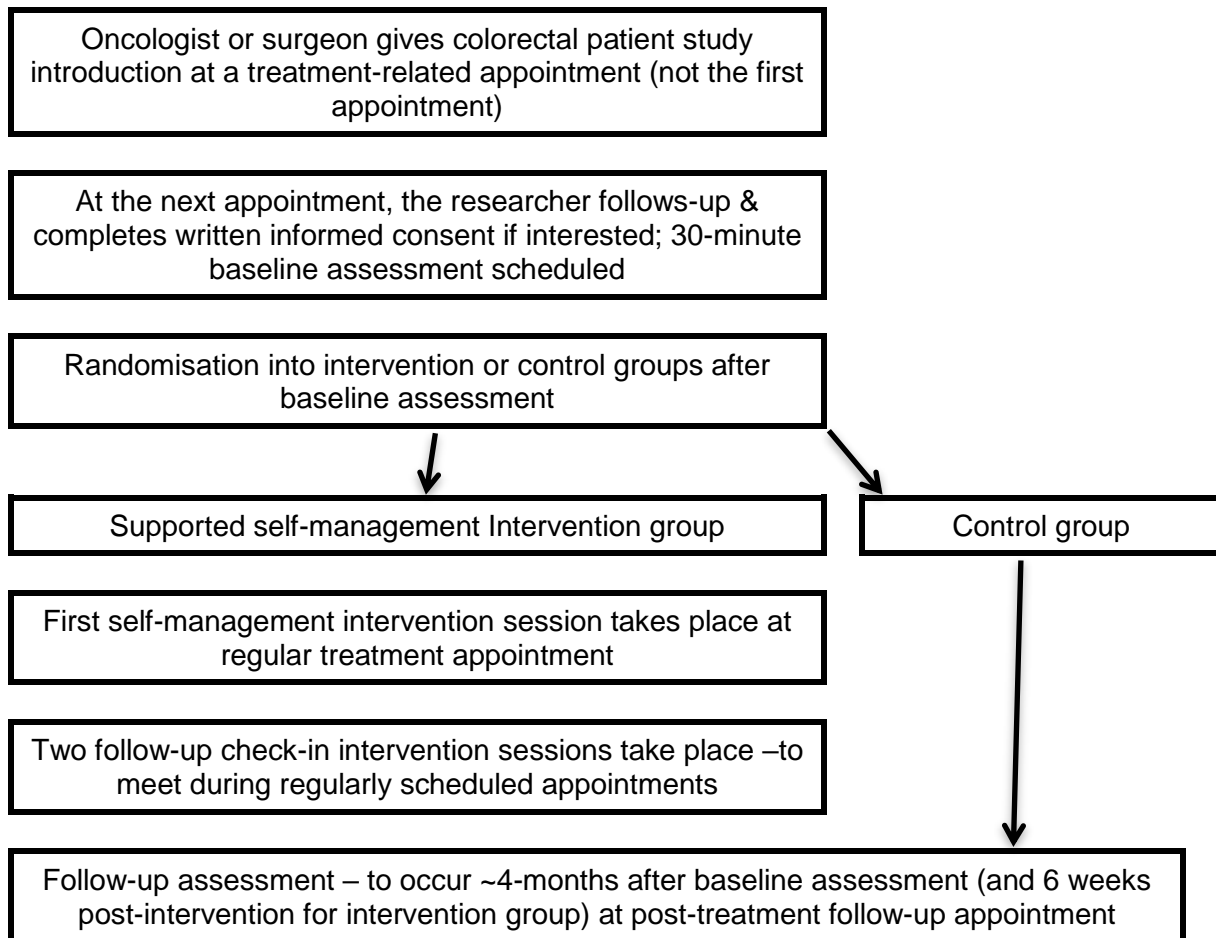 Oncologist or surgeon gives colorectal patient study
introduction at a treatment-related appointment (not the first
appointment)
At the next appointment, the researcher follows-up &
completes written informed consent if interested; 30-minute
baseline assessment scheduled
Randomisation into intervention or control groups after
baseline assessment
Supported self-management Intervention group
Control group
First self-management intervention session takes place at
regular treatment appointment
Two follow-up check-in intervention sessions take place –to
meet during regularly scheduled appointments
Follow-up assessment – to occur ~4-months after baseline assessment (and 6 weeks
post-intervention for intervention group) at post-treatment follow-up appointment